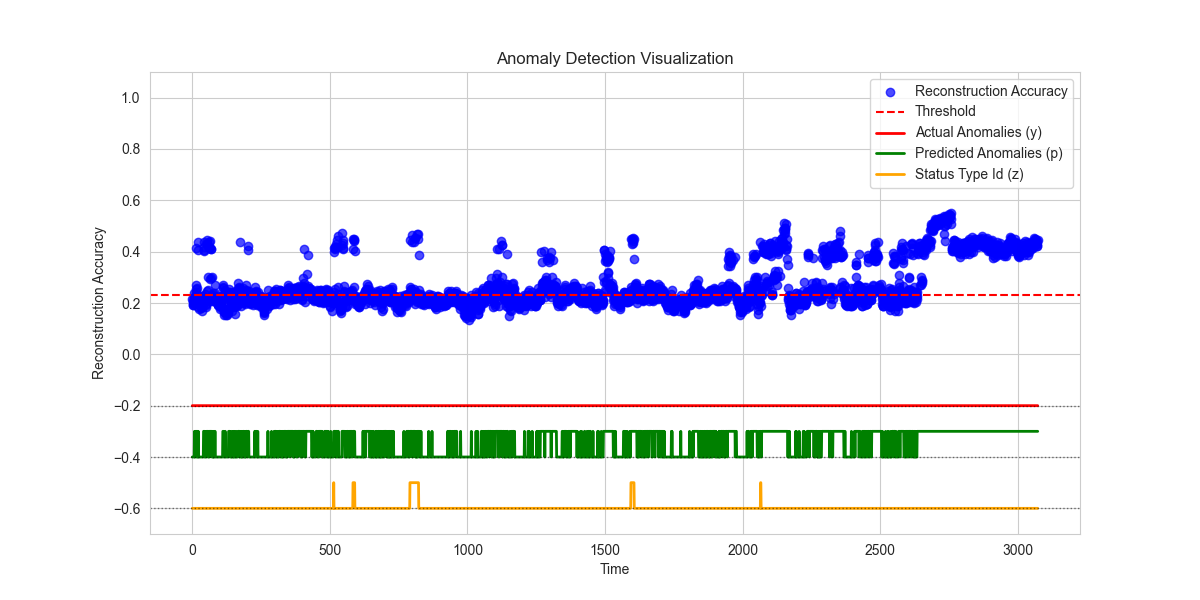 Anomaly Detection Visualization
Reconstruction Accuracy
Threshold
Actual Anomalies (y)
Predicted Anomalies (p)
Status Type Id (z)
Reconstruction Accuracy
1.0
0.8
0.6
0.4
0.2
0.0
−0.2
−0.4
−0.6
0 500 1000 1500 2000 2500 3000
Time